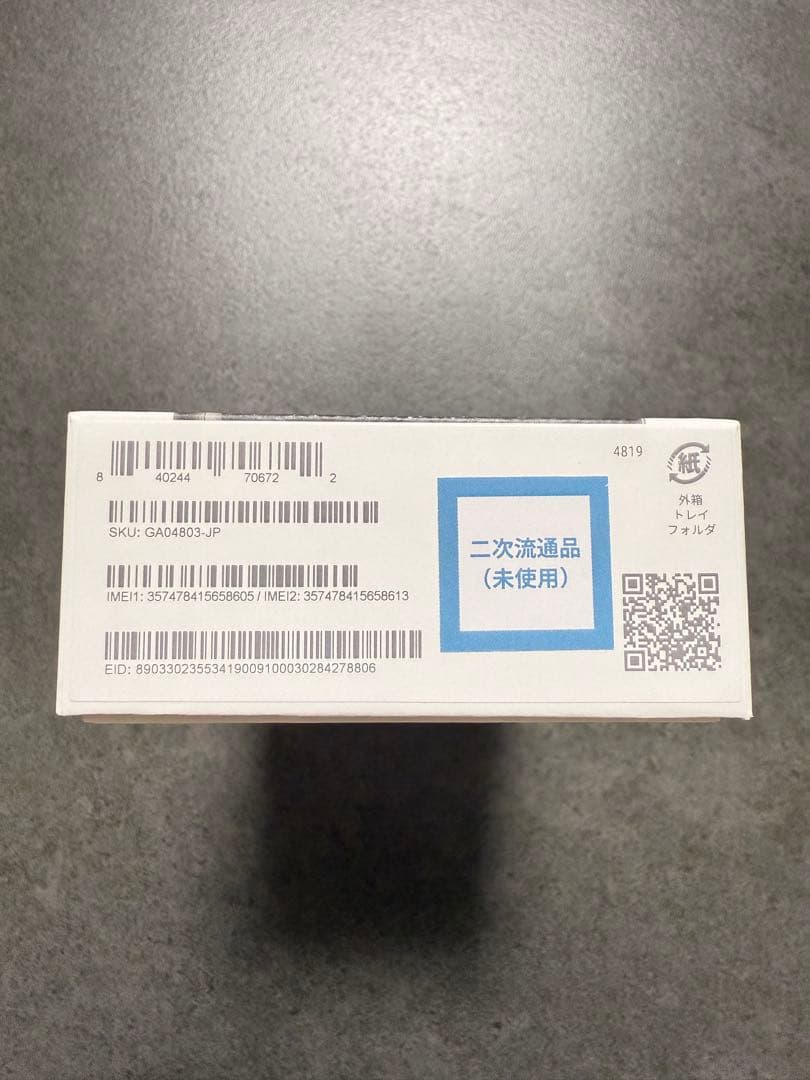 8 40244 70672 2
SKU: GA04803-JP
IMEI1: 357478415658605 / IMEI2: 357478415658613
EID: 89033023553419009100030284278806
二次流通品
（未使用）
4819
紙
外箱
トレイ
フォルダ